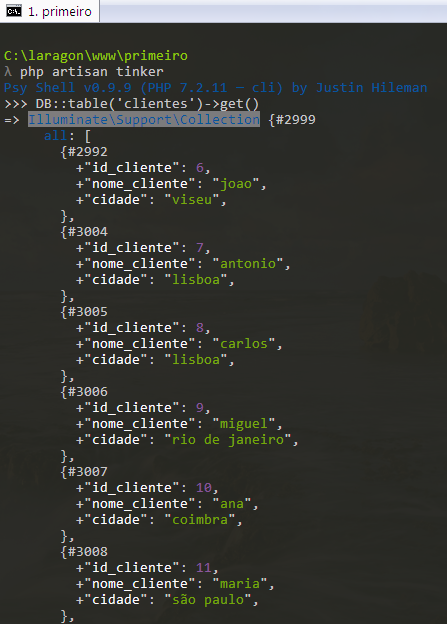 1. primeiro
C:\laragon\www\primeiro
λ php artisan tinker
Psy Shell v0.9.9 (PHP 7.2.11 — cli) by Justin Hileman
>>> DB::table('clientes')->get()
=> Illuminate\Support\Collection {#2999
all: [
{#2992
+"id_cliente": 6,
+"nome_cliente": "joao",
+"cidade": "viseu",
},
{#3004
+"id_cliente": 7,
+"nome_cliente": "antonio",
+"cidade": "lisboa",
},
{#3005
+"id_cliente": 8,
+"nome_cliente": "carlos",
+"cidade": "lisboa",
},
{#3006
+"id_cliente": 9,
+"nome_cliente": "miguel",
+"cidade": "rio de janeiro",
},
{#3007
+"id_cliente": 10,
+"nome_cliente": "ana",
+"cidade": "coimbra",
},
{#3008
+"id_cliente": 11,
+"nome_cliente": "maria",
+"cidade": "são paulo",
},